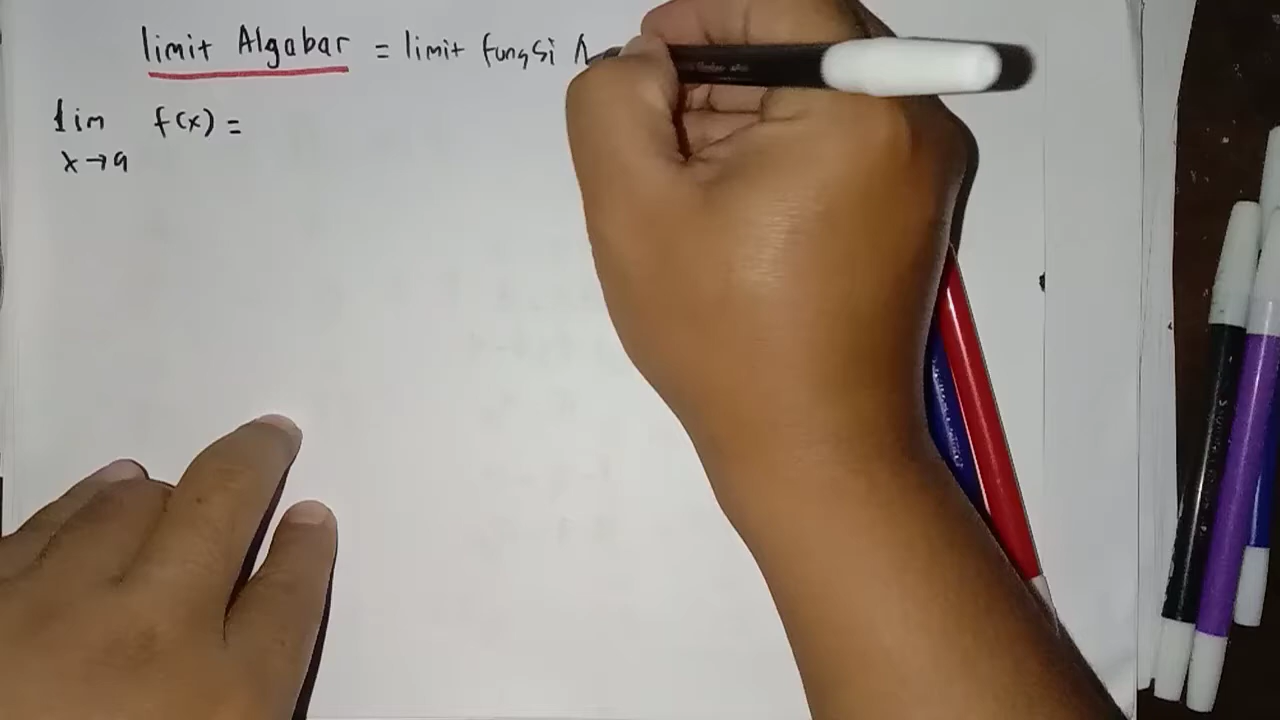 limit Algabar = limit fungsi
lim f(x) =
x→a